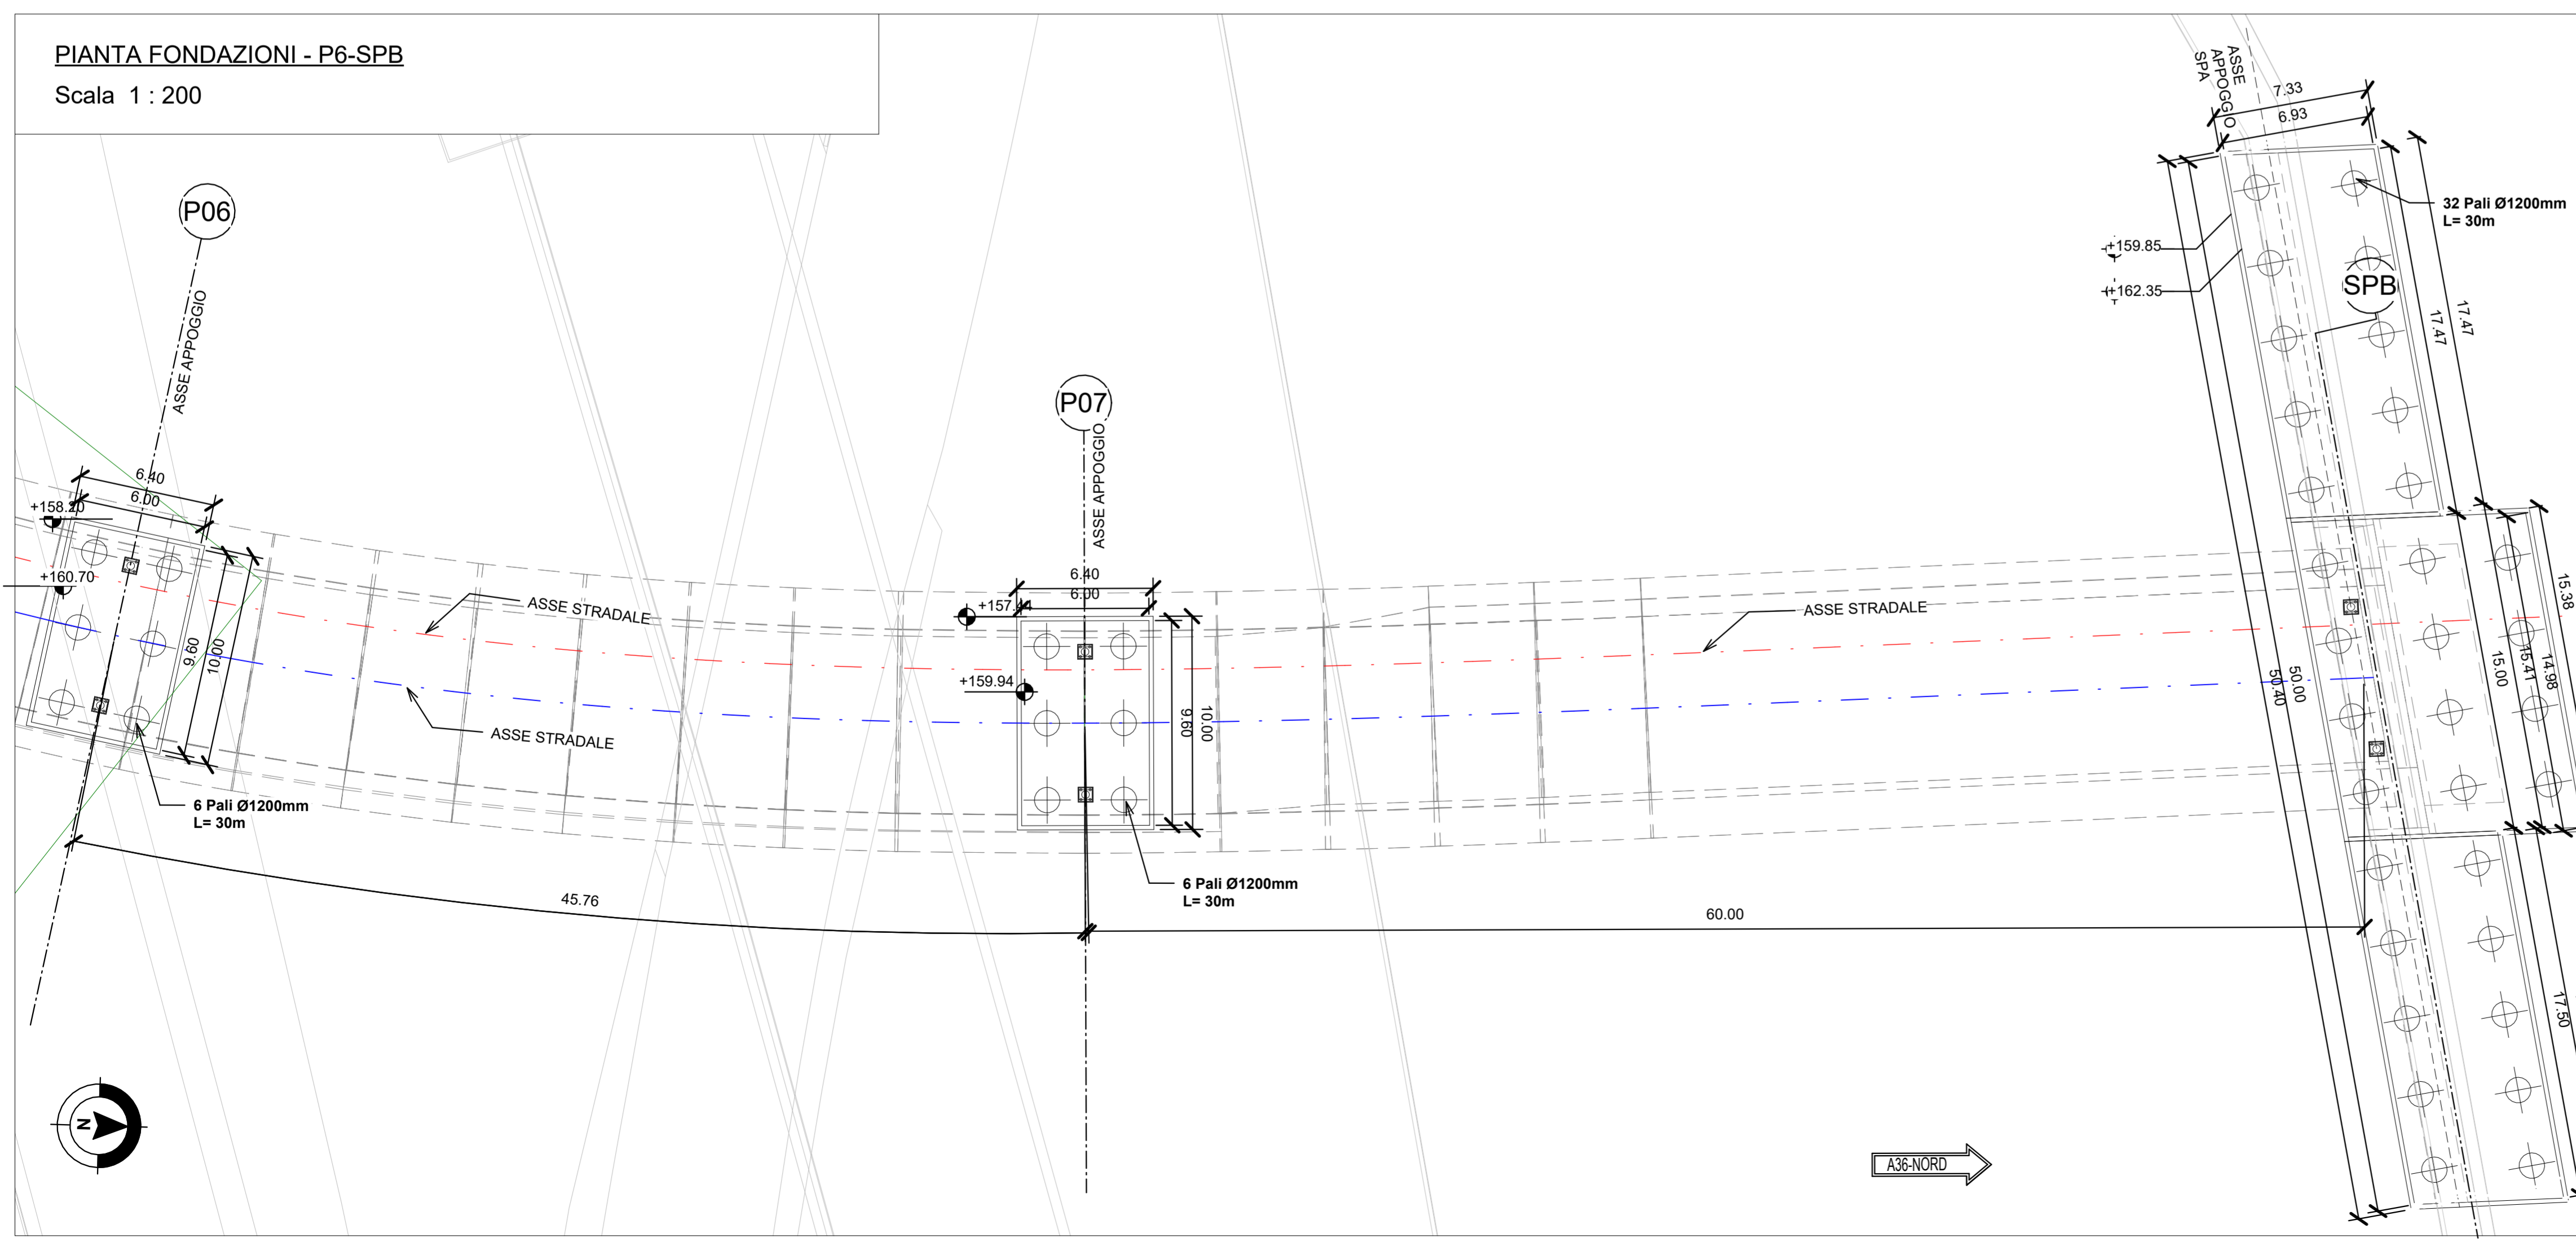 PIANTA FONDAZIONI - P6-SPB
Scala 1 : 200
P06
ASSE APPOGGIO
6.40
6.00
+158.20
+160.70
9.60
10.00
6 Pali Ø1200mm
L= 30m
ASSE STRADALE
ASSE STRADALE
45.76
P07
ASSE APPOGGIO
6.40
6.00
+157.44
+159.94
9.60
10.00
6 Pali Ø1200mm
L= 30m
60.00
ASSE STRADALE
ASSE
APPOGGIO
SPA
7.33
6.93
32 Pali Ø1200mm
L= 30m
+159.85
+162.35
SPB
17.47
17.47
15.38
14.98
15.41
15.00
50.00
50.40
17.50
N
A36-NORD